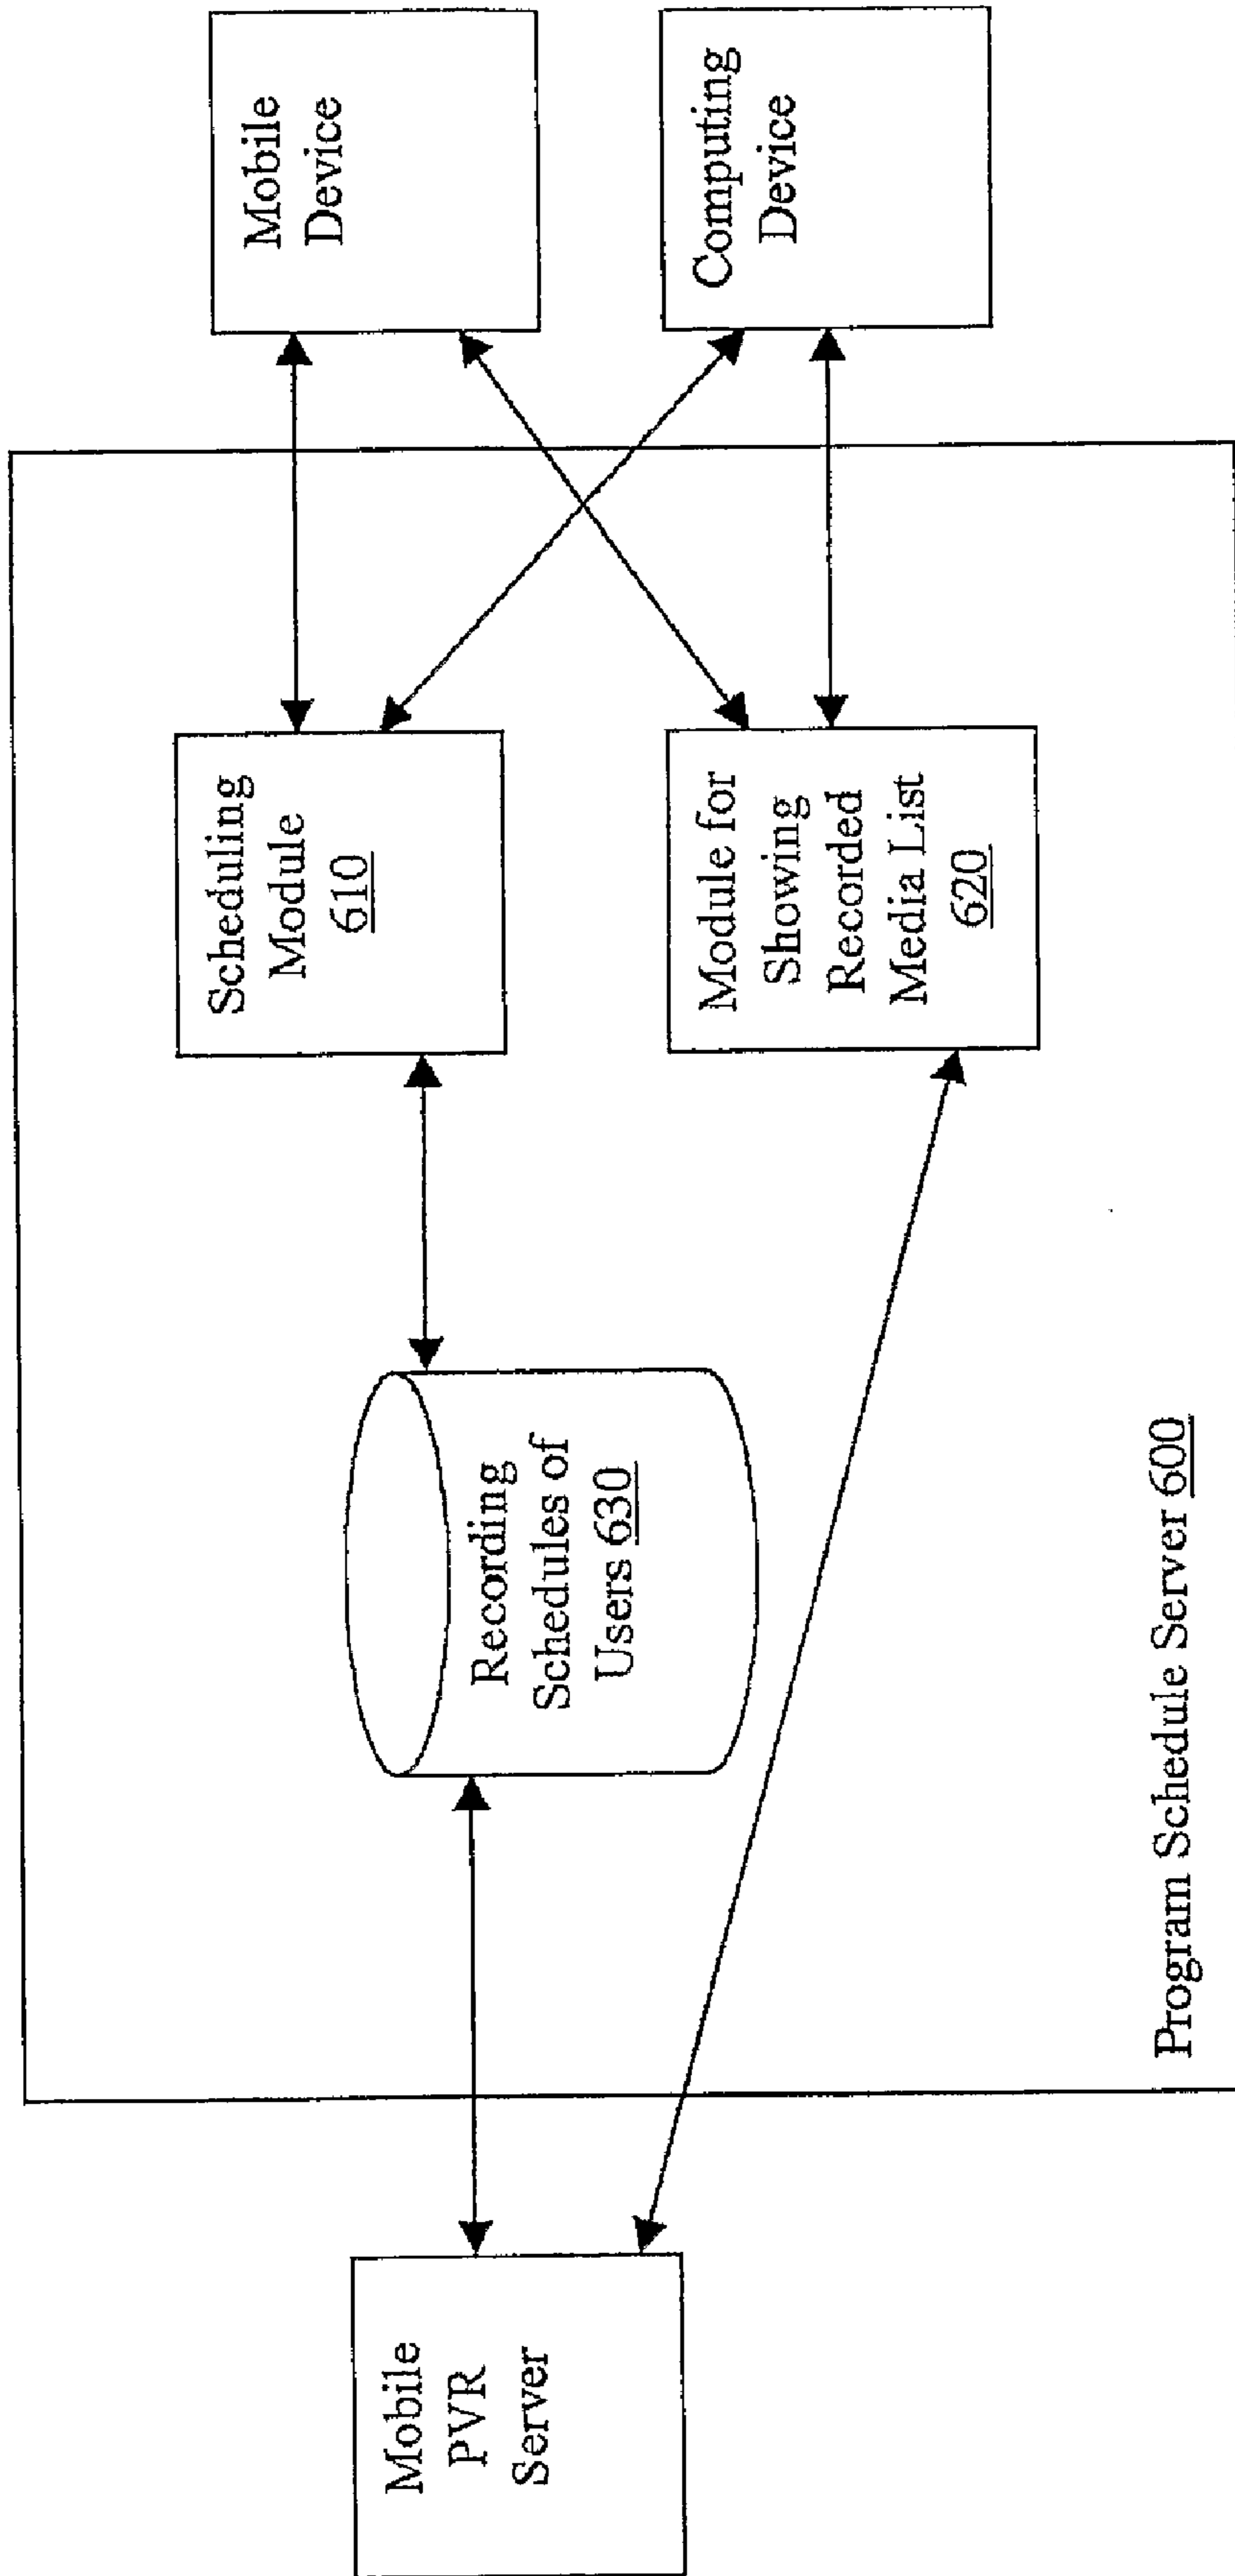 Mobile
PVR
Server
Recording
Schedules of
Users 630
Scheduling
Module
610
Module for
Showing
Recorded
Media List
620
Mobile
Device
Computing
Device
Program Schedule Server 600